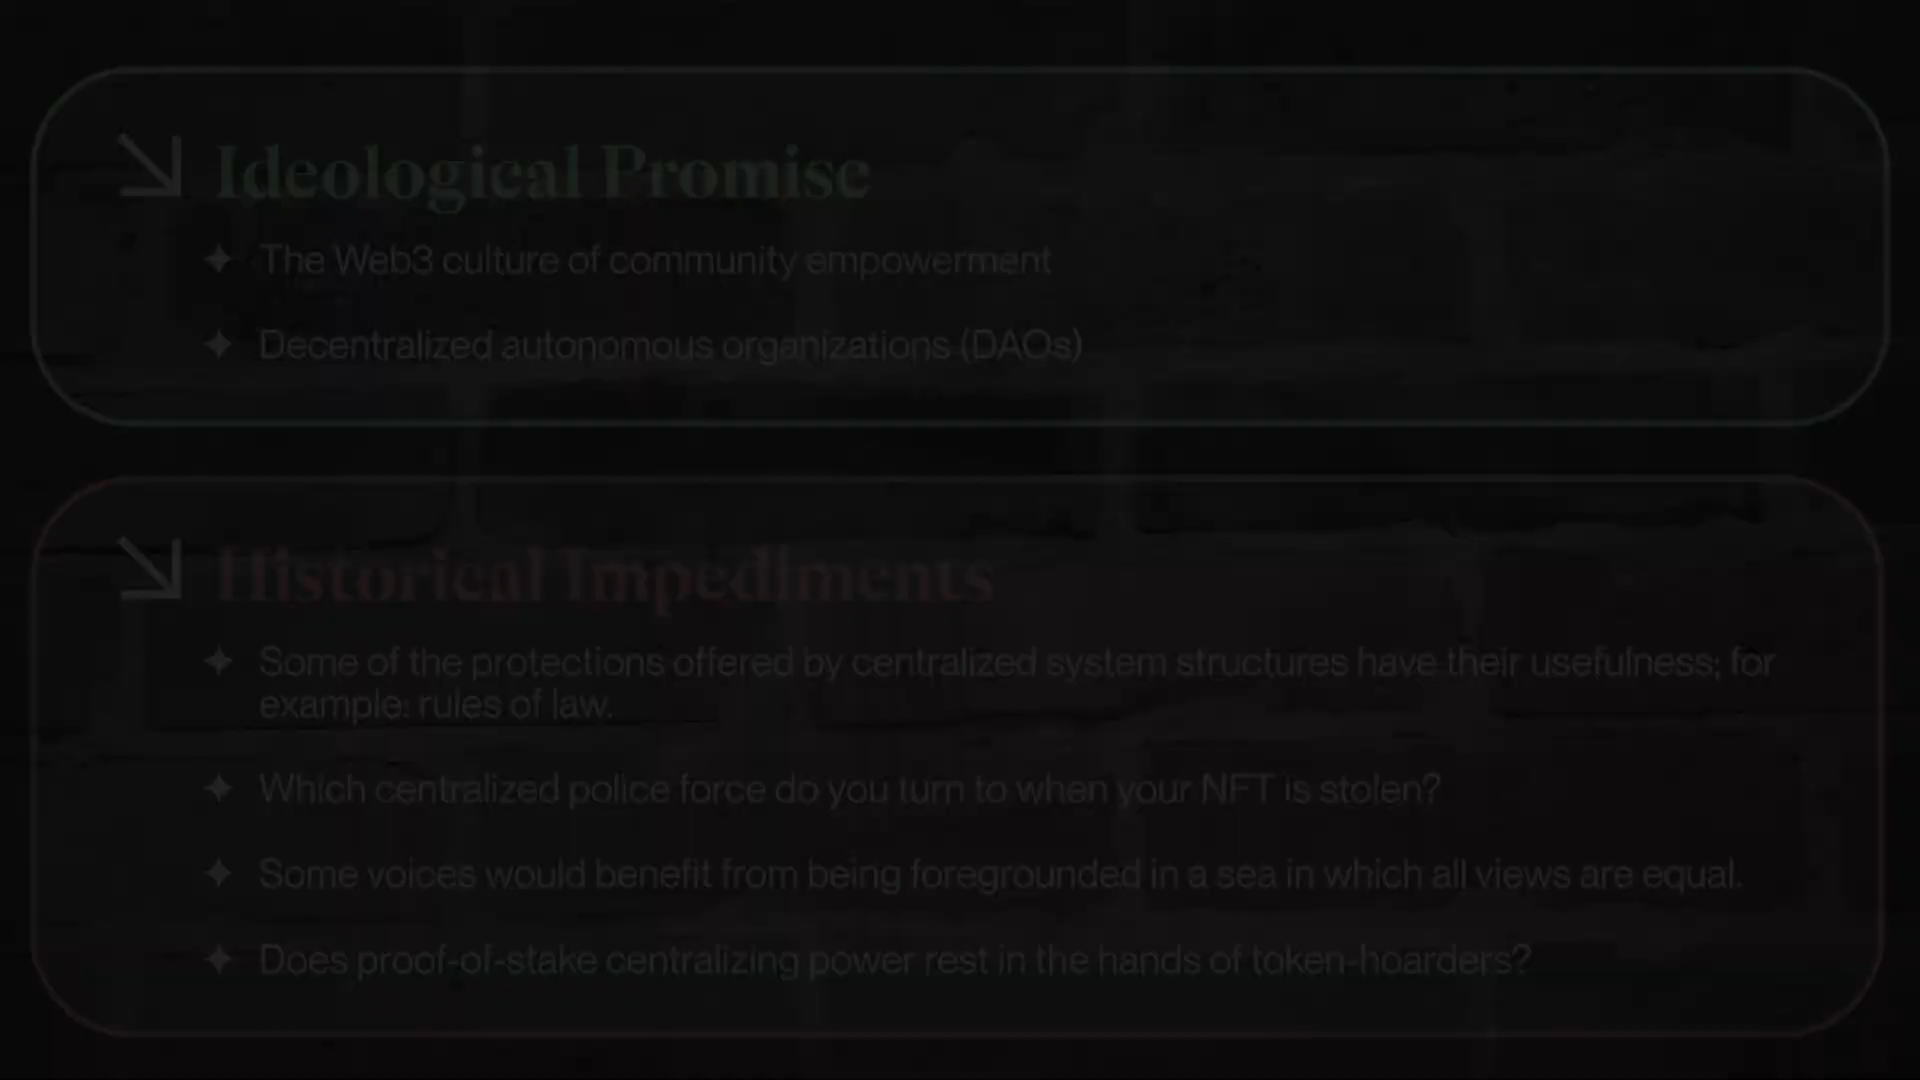 Ideological Promise
The Web3 culture of community empowerment
Decentralized autonomous organizations (DAOs)
Historical Impediments
Some of the protections offered by centralized system structures have their usefulness; for
example: rules of law.
Which centralized police force do you turn to when your NFT is stolen?
Some voices would benefit from being foregrounded in a sea in which all views are equal.
Does proof-of-stake centralizing power rest in the hands of token-hoarders?